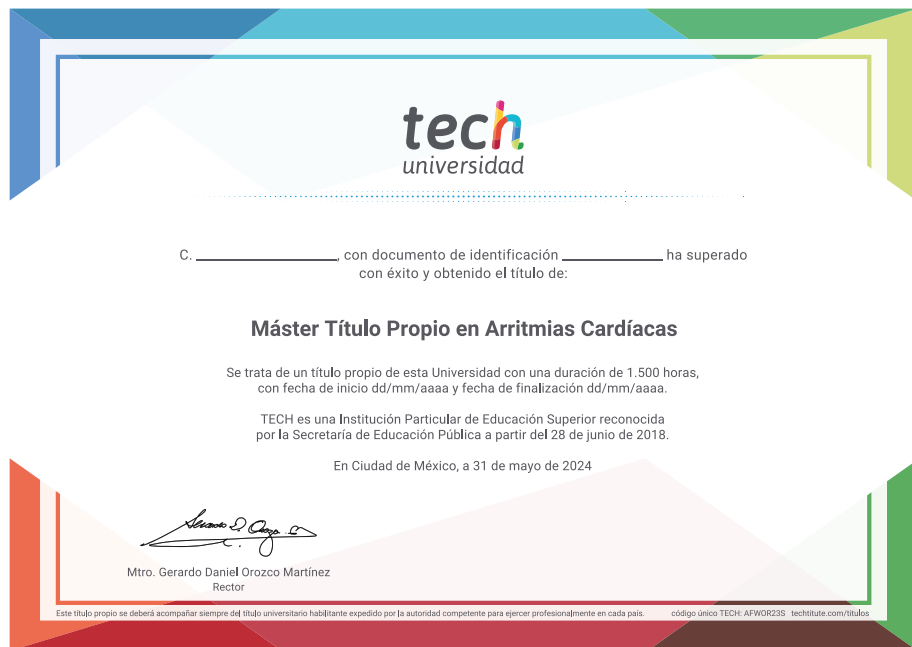 tech
universidad
C. ____________, con documento de identificación ____________ ha superado
con éxito y obtenido el título de:
Máster Título Propio en Arritmias Cardíacas
Se trata de un título propio de esta Universidad con una duración de 1.500 horas,
con fecha de inicio dd/mm/aaaa y fecha de finalización dd/mm/aaaa.
TECH es una Institución Particular de Educación Superior reconocida
por la Secretaría de Educación Pública a partir del 28 de junio de 2018.
En Ciudad de México, a 31 de mayo de 2024
Mtro. Gerardo Daniel Orozco Martínez
Rector
Este título propio se deberá acompañar siempre del título universitario habilitante expedido por la autoridad competente para ejercer profesionalmente en cada país. código único TECH: AFWOR23S techtitute.com/titulos